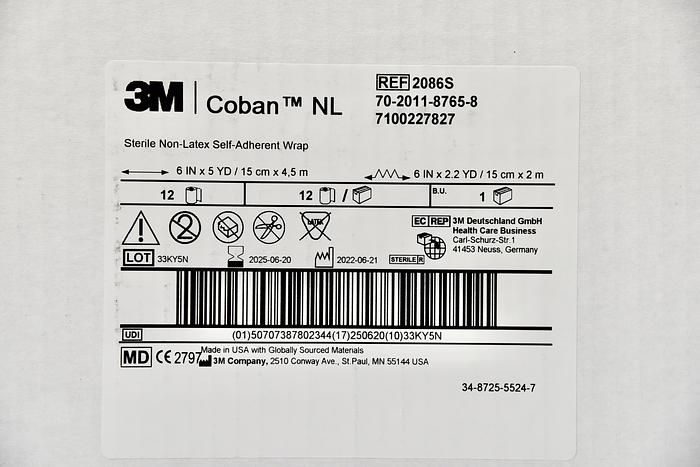 3M | Coban™ NL
REF 2086S
70-2011-8765-8
7100227827
Sterile Non-Latex Self-Adherent Wrap
6 IN x 5 YD / 15 cm x 4,5 m
6 IN x 2.2 YD / 15 cm x 2 m
12
12 /
B.U. 1
2
LATEX
EC REP 3M Deutschland GmbH
Health Care Business
Carl-Schurz-Str.1
41453 Neuss, Germany
LOT 33KY5N
2025-06-20
2022-06-21
STERILE R
UDI (01)50707387802344(17)250620(10)33KY5N
MD CE 2797
Made in USA with Globally Sourced Materials
3M Company, 2510 Conway Ave., St.Paul, MN 55144 USA
34-8725-5524-7